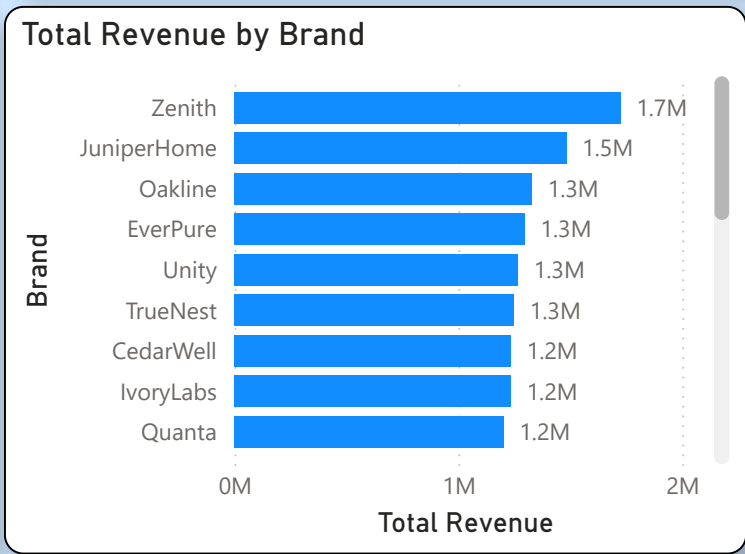 Total Revenue by Brand
Brand
Zenith 1.7M
JuniperHome 1.5M
Oakline 1.3M
EverPure 1.3M
Unity 1.3M
TrueNest 1.3M
CedarWell 1.2M
IvoryLabs 1.2M
Quanta 1.2M
0M 1M 2M
Total Revenue